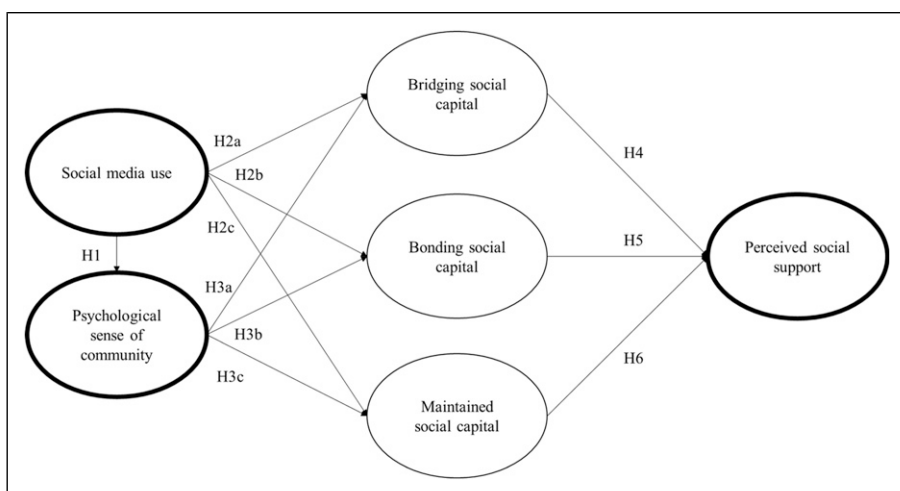 Bridging social
capital
H2a
H4
Social media use
H2b
H2c
H1
Bonding social
capital
H5
Perceived social
support
H3a
Psychological
sense of
community
H3b
H3c
H6
Maintained
social capital